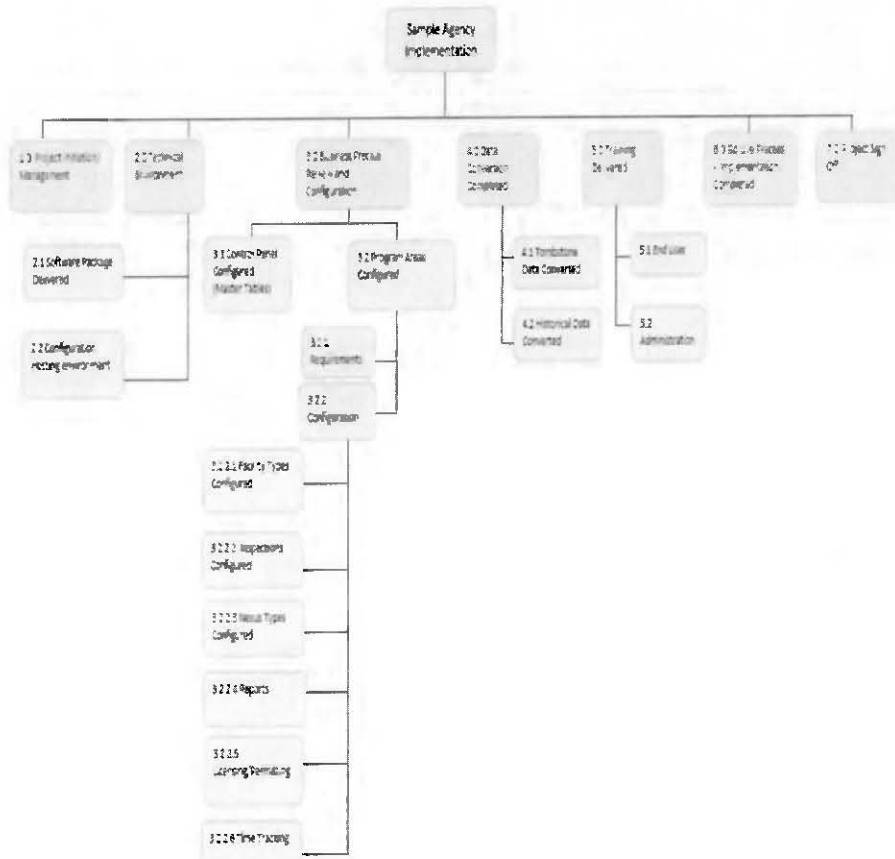 Sample Agency
Implementation
1.0 Project Initiation/
Management
2.0 Technical
Environment
3.0 Business Process
Review and
Configuration
4.0 Data
Conversion
Completed
5.0 Training
Delivered
Process
Implementation
Completed
7.0 Project Sign
Off
2.1 Software Package
Delivered
2.2 Configuration
Hosting environment
3.1 Control Panel
Configured
(Master Tables)
3.2 Program Areas
Configured
4.1 Tombstone
Data Converted
4.2 Historical Data
Converted
5.1 End user
5.2
Administration
3.2.1
Requirements
3.2.2
Configuration
3.2.2.1 Facility Types
Configured
3.2.2.2 Inspections
Configured
3.2.2.3 Nexus Types
Configured
3.2.2.4 Reports
3.2.2.5
Licensing/Permitting
3.2.2.6 Time Tracking